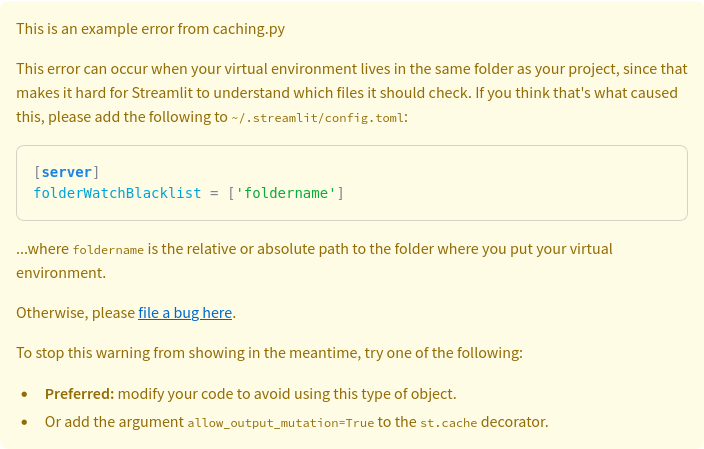 This is an example error from caching.py
This error can occur when your virtual environment lives in the same folder as your project, since that
makes it hard for Streamlit to understand which files it should check. If you think that's what caused
this, please add the following to ~/.streamlit/config.toml:
[server]
folderWatchBlacklist = ['foldername']
...where foldername is the relative or absolute path to the folder where you put your virtual
environment.
Otherwise, please file a bug here.
To stop this warning from showing in the meantime, try one of the following:
• Preferred: modify your code to avoid using this type of object.
• Or add the argument allow_output_mutation=True to the st.cache decorator.